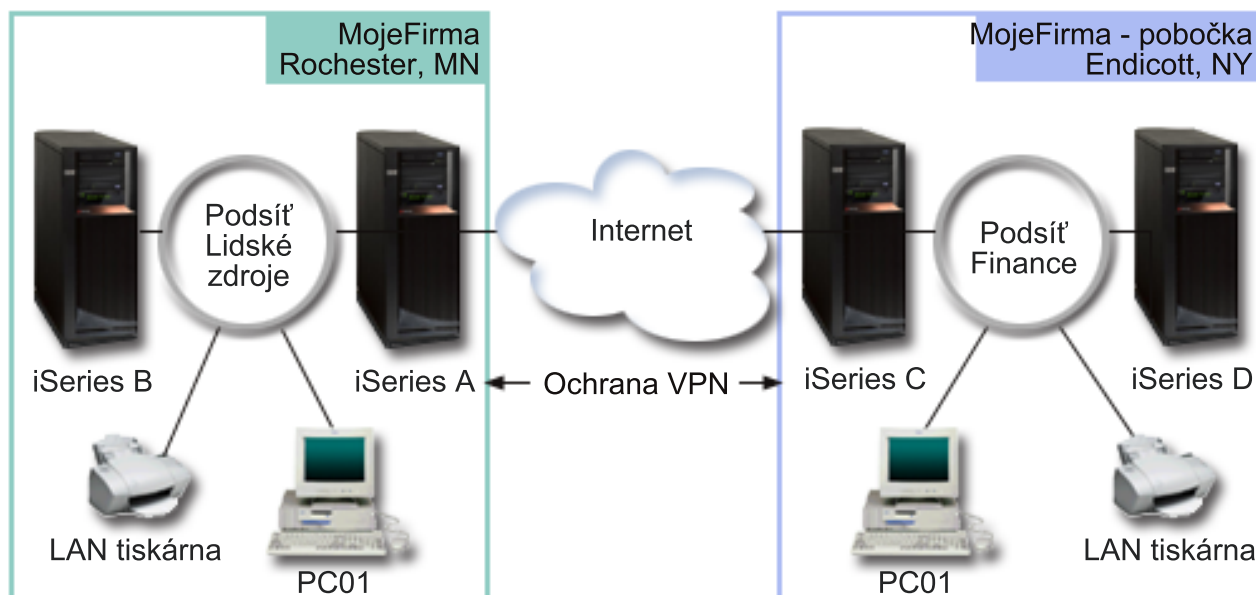 MojeFirma
Rochester, MN
MojeFirma - pobočka
Endicott, NY
Podsíť
Lidské
zdroje
Internet
Podsíť
Finance
iSeries B
iSeries A
Ochrana VPN
iSeries C
iSeries D
LAN tiskárna
PC01
PC01
LAN tiskárna